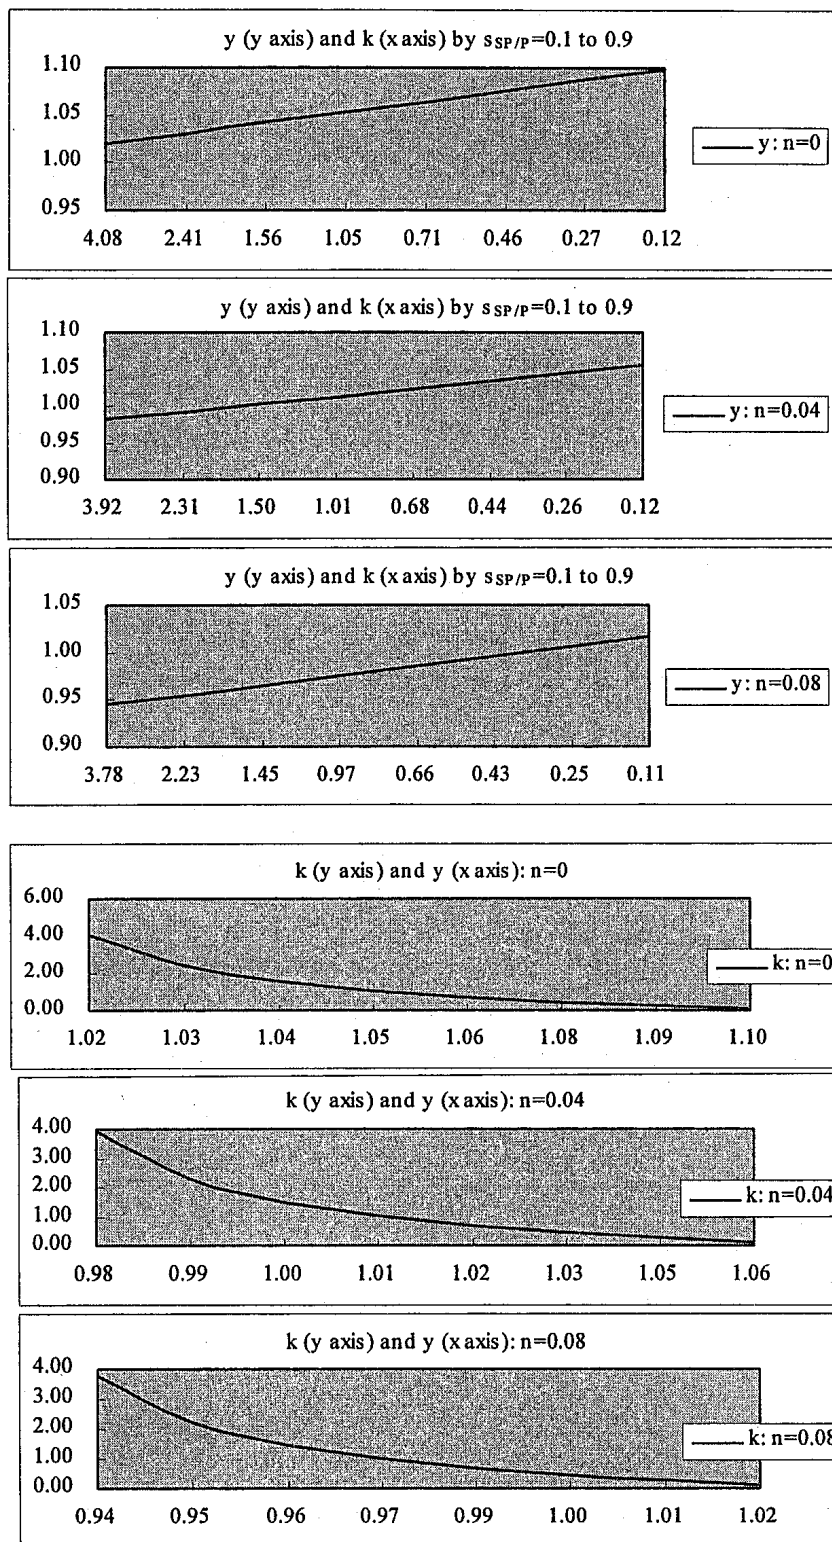 y (y axis) and k (x axis) by sSP/P=0.1 to 0.9
1.10
1.05
1.00
0.95
4.08 2.41 1.56 1.05 0.71 0.46 0.27 0.12
y: n=0
y (y axis) and k (x axis) by sSP/P=0.1 to 0.9
1.10
1.05
1.00
0.95
0.90
3.92 2.31 1.50 1.01 0.68 0.44 0.26 0.12
y: n=0.04
y (y axis) and k (x axis) by sSP/P=0.1 to 0.9
1.05
1.00
0.95
0.90
3.78 2.23 1.45 0.97 0.66 0.43 0.25 0.11
y: n=0.08
k (y axis) and y (x axis): n=0
6.00
4.00
2.00
0.00
1.02 1.03 1.04 1.05 1.06 1.08 1.09 1.10
k: n=0
k (y axis) and y (x axis): n=0.04
4.00
3.00
2.00
1.00
0.00
0.98 0.99 1.00 1.01 1.02 1.03 1.05 1.06
k: n=0.04
k (y axis) and y (x axis): n=0.08
4.00
3.00
2.00
1.00
0.00
0.94 0.95 0.96 0.97 0.99 1.00 1.01 1.02
k: n=0.08